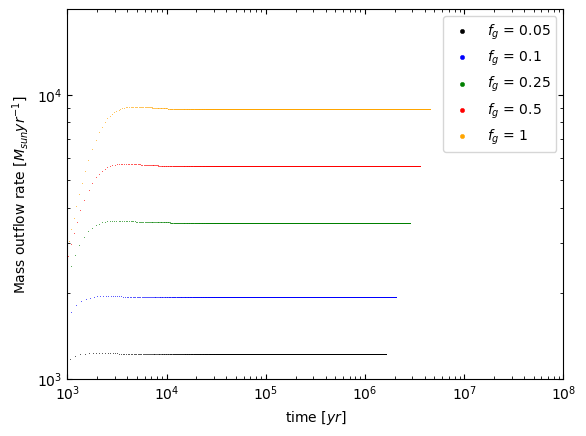 Mass outflow rate [M_sun yr^-1]
10^4
10^3
f_g = 0.05
f_g = 0.1
f_g = 0.25
f_g = 0.5
f_g = 1
10^3 10^4 10^5 10^6 10^7 10^8
time [yr]